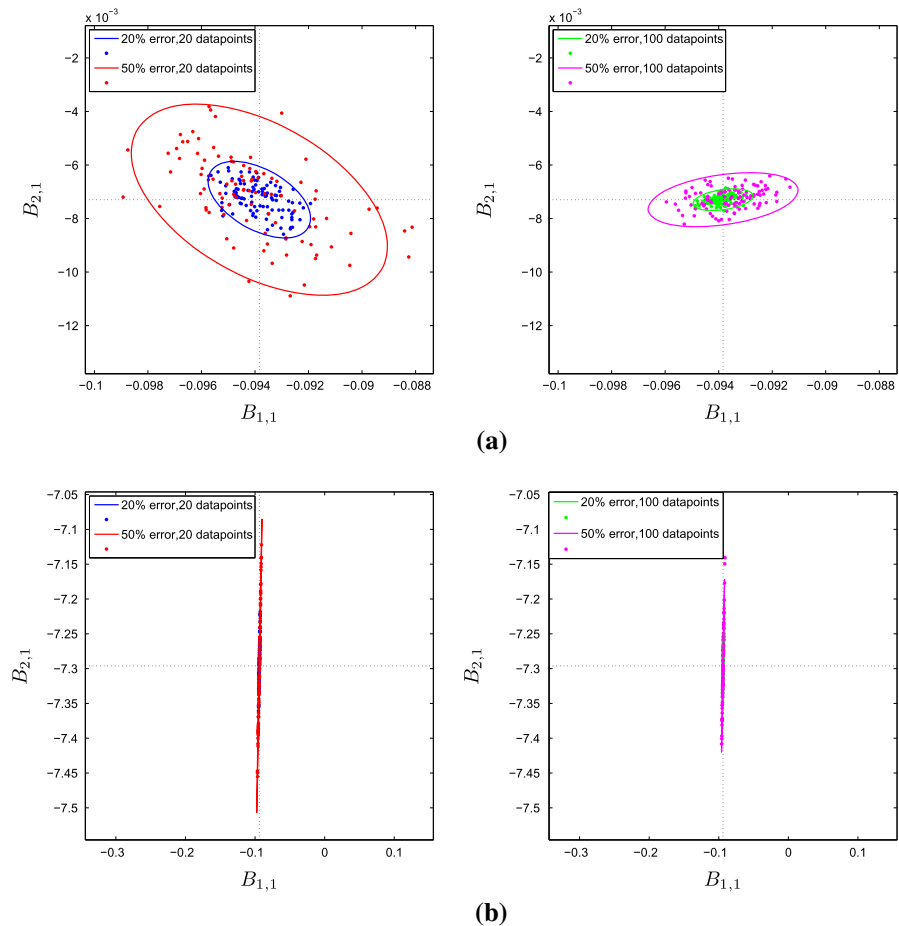 x 10⁻³
20% error,20 datapoints
50% error,20 datapoints
−2
−4
−6
−8
−10
−12
B₂,₁
−0.1
−0.098
−0.096
−0.094
−0.092
−0.09
−0.088
B₁,₁
x 10⁻³
20% error,100 datapoints
50% error,100 datapoints
−2
−4
−6
−8
−10
−12
B₂,₁
−0.1
−0.098
−0.096
−0.094
−0.092
−0.09
−0.088
B₁,₁
(a)
20% error,20 datapoints
50% error,20 datapoints
−7.05
−7.1
−7.15
−7.2
−7.25
−7.3
−7.35
−7.4
−7.45
−7.5
B₂,₁
−0.3
−0.2
−0.1
0
0.1
B₁,₁
20% error,100 datapoints
50% error,100 datapoints
−7.05
−7.1
−7.15
−7.2
−7.25
−7.3
−7.35
−7.4
−7.45
−7.5
B₂,₁
−0.3
−0.2
−0.1
0
0.1
B₁,₁
(b)